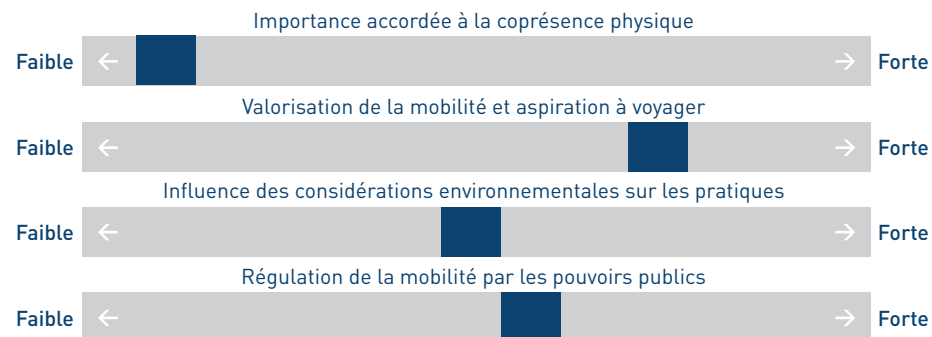 Importance accordée à la coprésence physique
Faible ← → Forte
Valorisation de la mobilité et aspiration à voyager
Faible ← → Forte
Influence des considérations environnementales sur les pratiques
Faible ← → Forte
Régulation de la mobilité par les pouvoirs publics
Faible ← → Forte